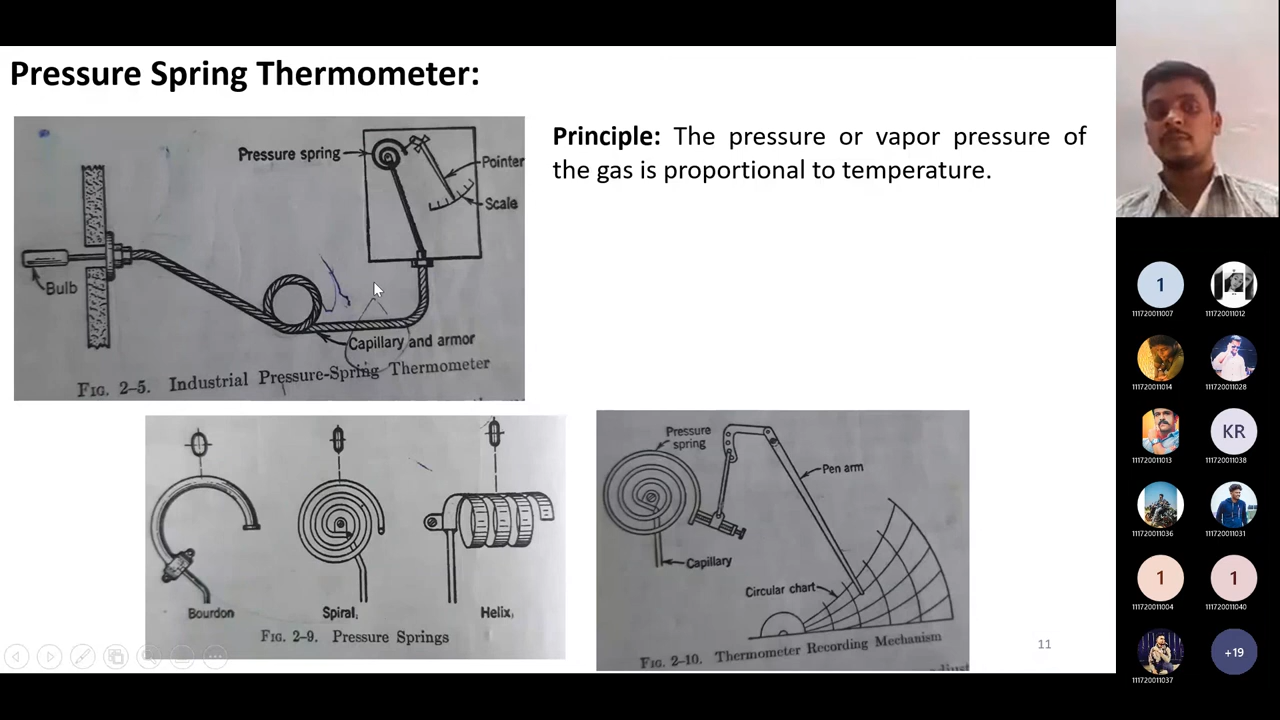 Pressure Spring Thermometer:
Pressure spring
Pointer
Scale
Bulb
Capillary and armor
FIG. 2–5. Industrial Pressure-Spring Thermometer
Principle: The pressure or vapor pressure of
the gas is proportional to temperature.
Bourdon
Spiral
Helix
FIG. 2–9. Pressure Springs
Pressure
spring
Pen arm
Capillary
Circular chart
FIG. 2–10. Thermometer Recording Mechanism
11
1
111720011007
111720011012
111720011014
111720011028
111720011013
KR
111720011038
111720011036
111720011031
1
111720011004
1
111720011040
111720011037
+19